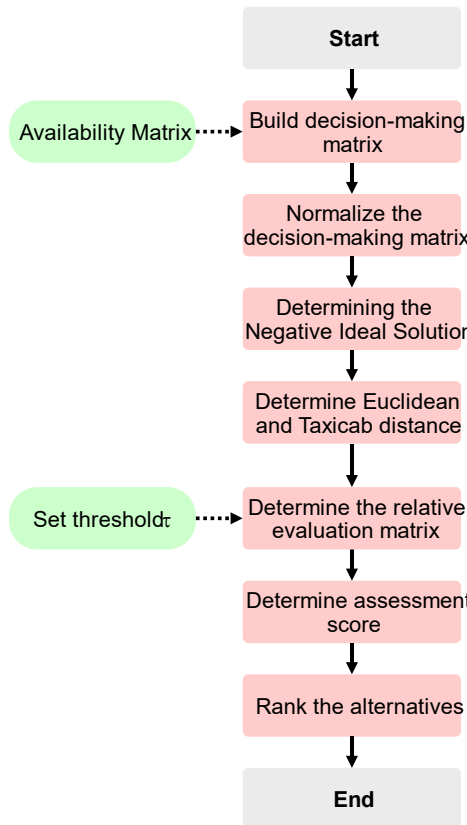 Start
Availability Matrix
Build decision-making
matrix
Normalize the
decision-making matrix
Determining the
Negative Ideal Solution
Determine Euclidean
and Taxicab distance
Set thresholdτ
Determine the relative
evaluation matrix
Determine assessment
score
Rank the alternatives
End